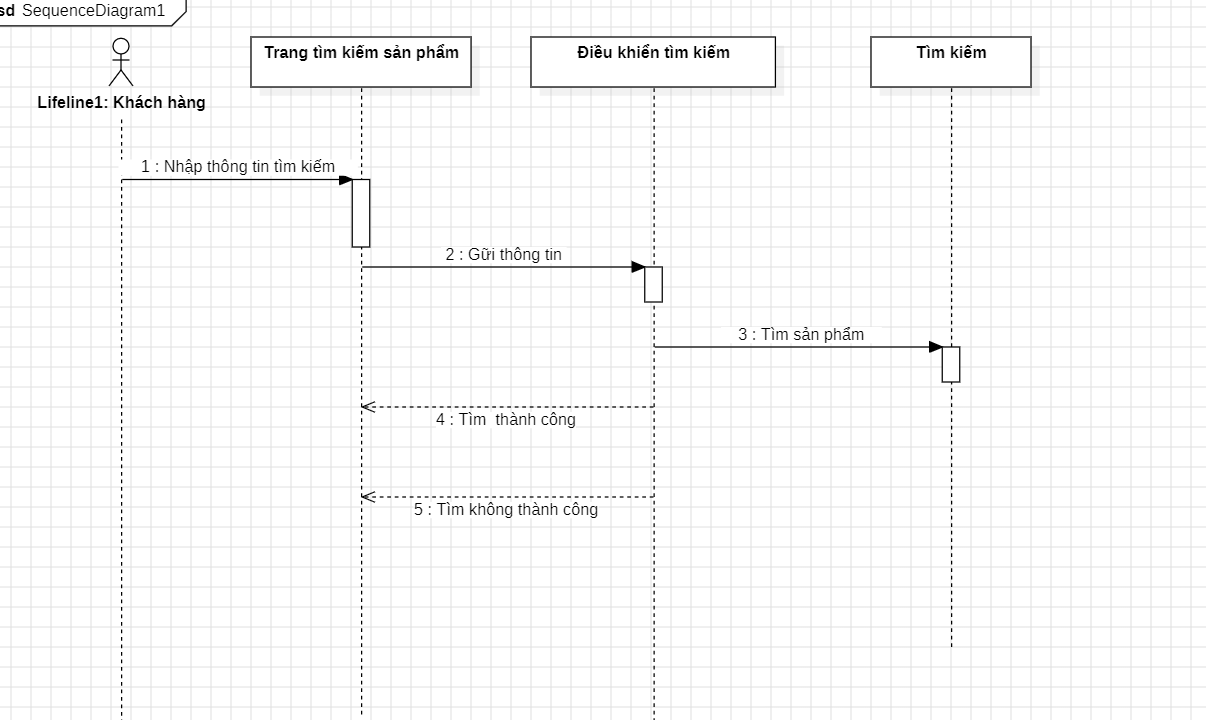 sd SequenceDiagram1
Trang tìm kiếm sản phẩm
Điều khiển tìm kiếm
Tìm kiếm
Lifeline1: Khách hàng
1 : Nhập thông tin tìm kiếm
2 : Gữi thông tin
3 : Tìm sản phẩm
4 : Tìm  thành công
5 : Tìm không thành công